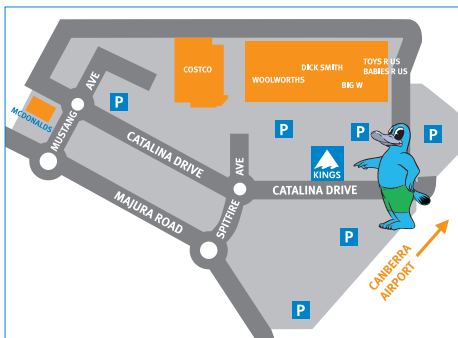 COSTCO
DICK SMITH
TOYS R US
BABIES R US
WOOLWORTHS
BIG W
MCDONALDS
MUSTANG
AVE
P
CATALINA DRIVE
MAJURA ROAD
SPITFIRE
AVE
P
P
P
KINGS
CATALINA DRIVE
P
P
CANBERRA
AIRPORT